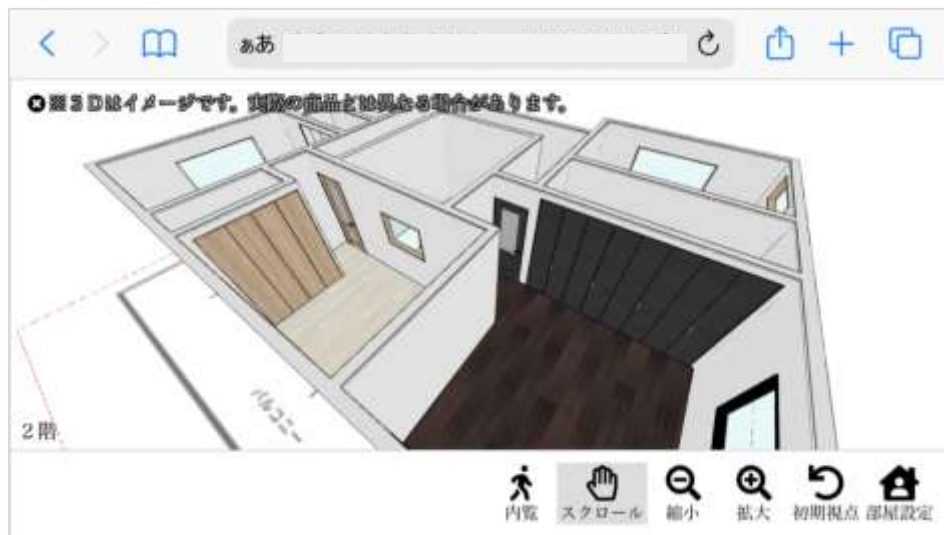 ぁあ
※3Dはイメージです。実際の商品とは異なる場合があります。
バルコニー
2階
内覧
スクロール
縮小
拡大
初期視点
部屋設定